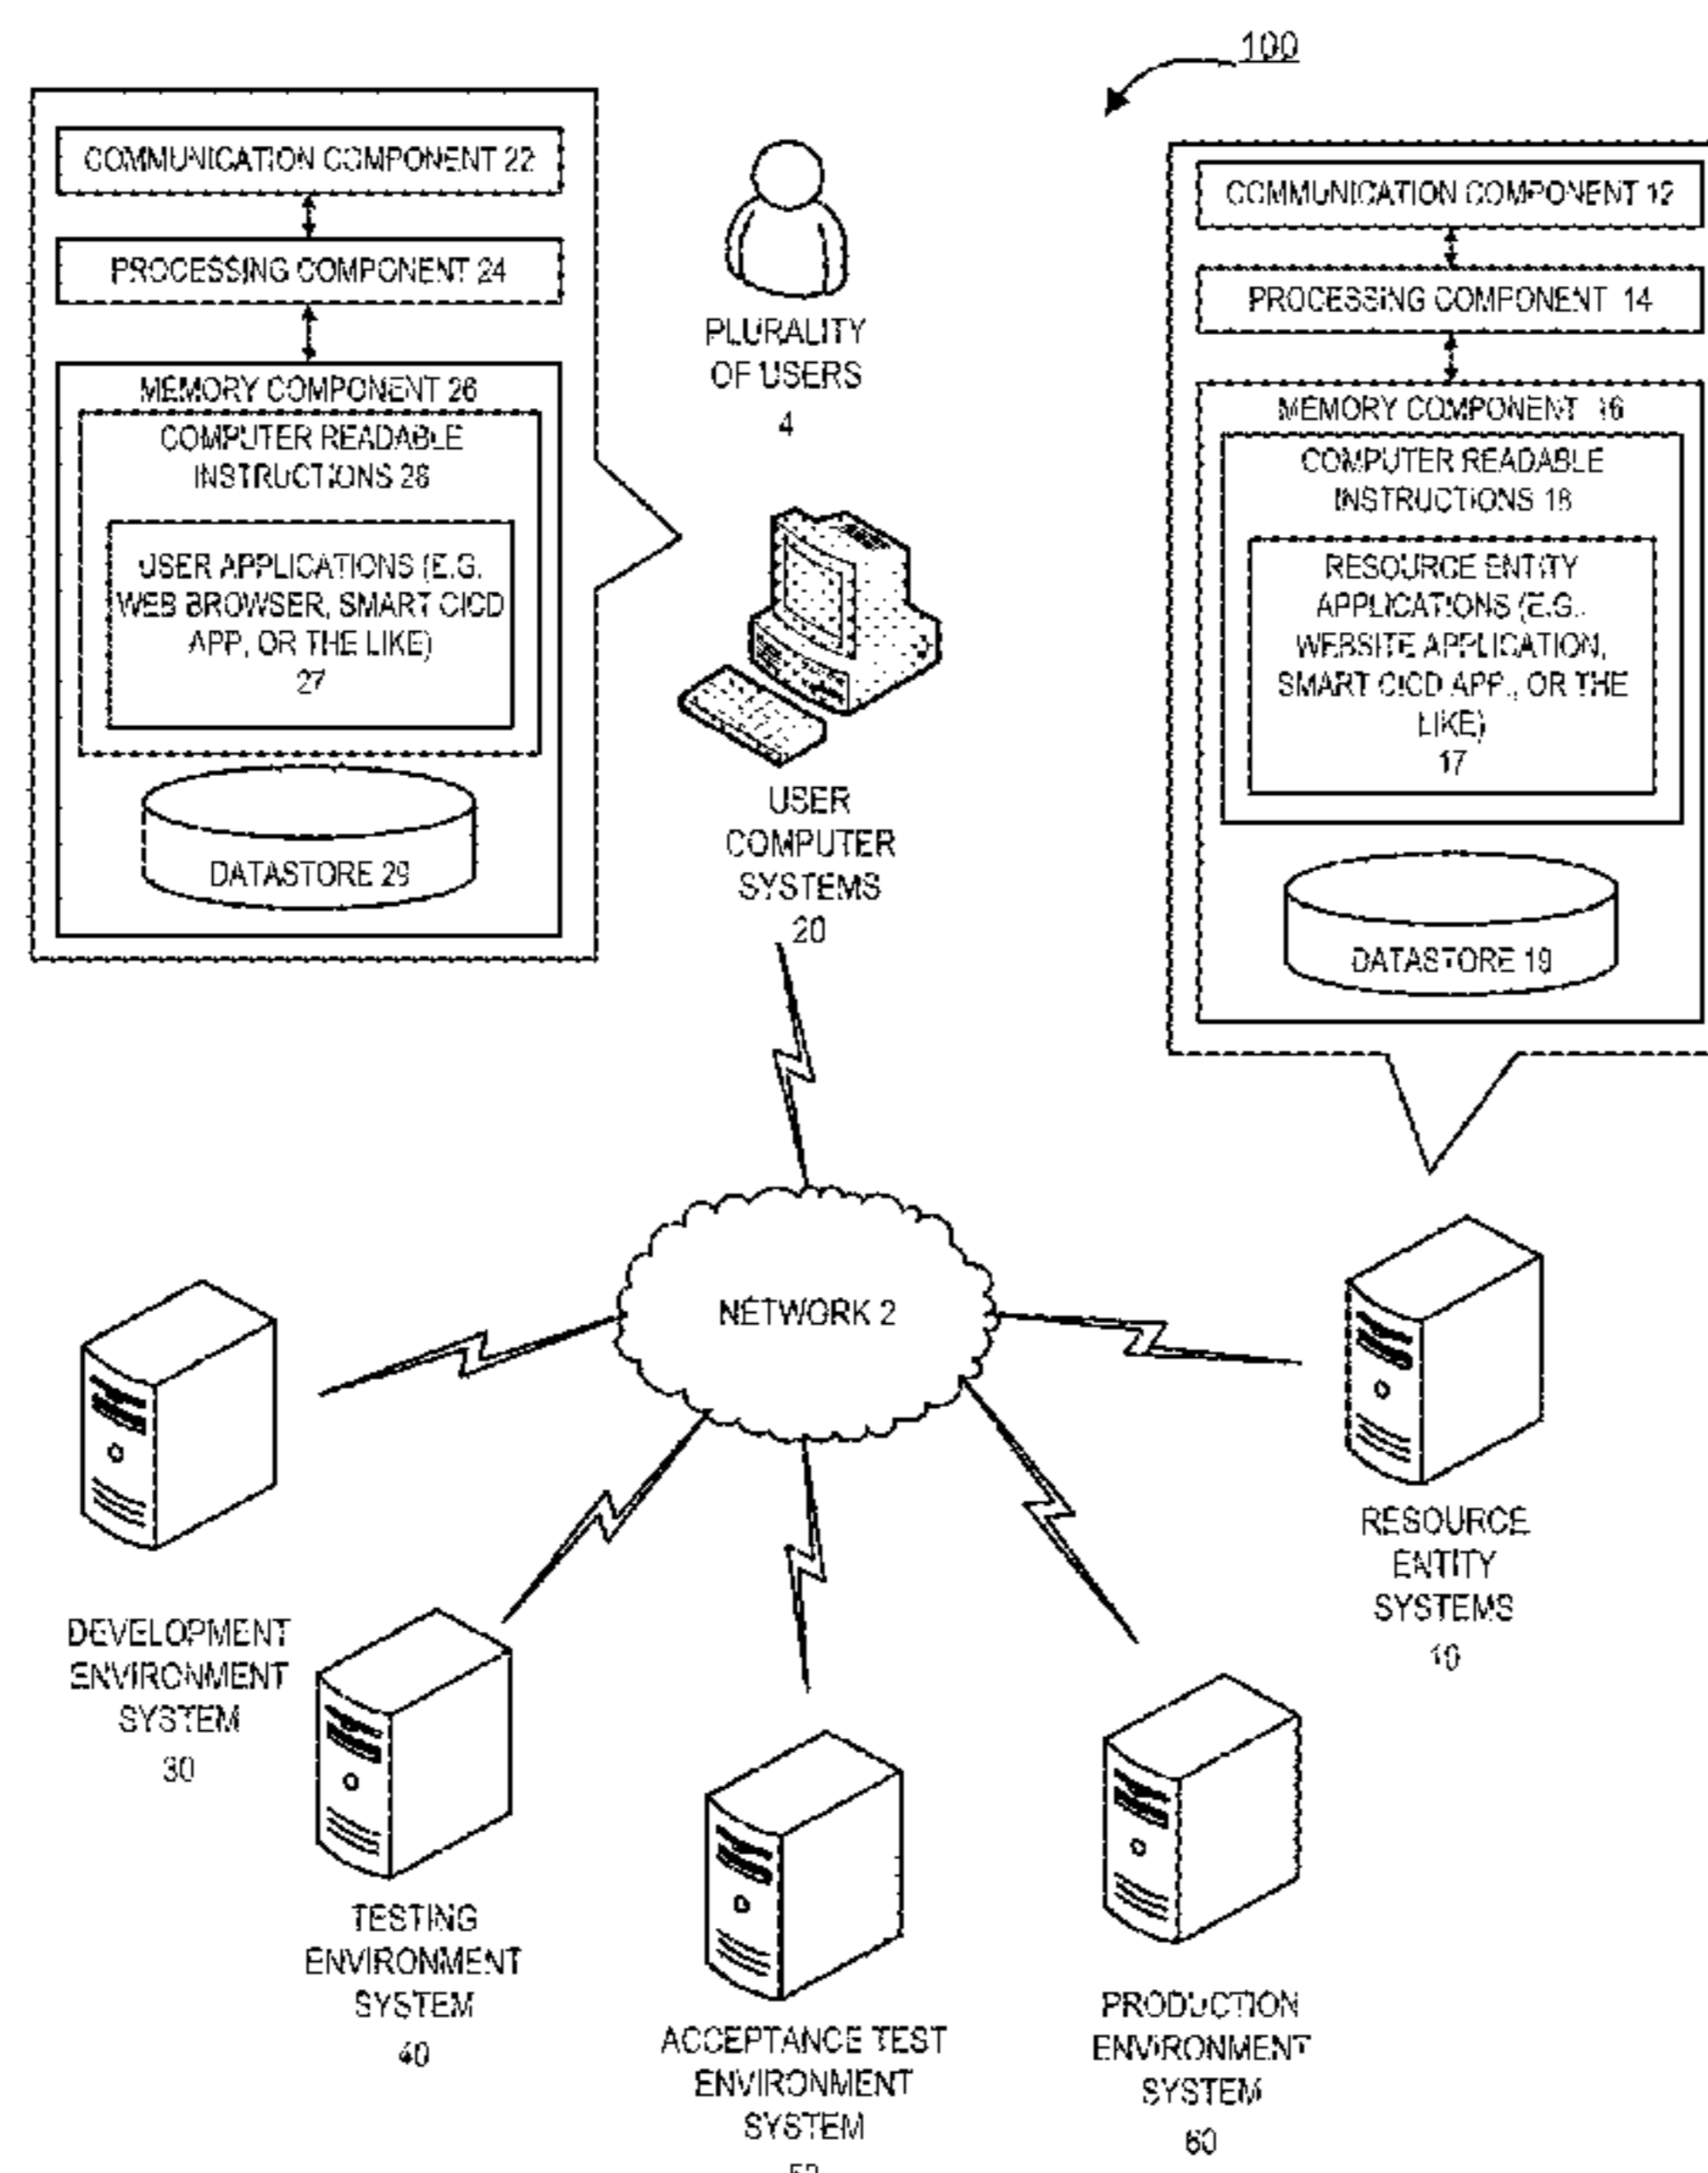 100
COMMUNICATION COMPONENT 22
PROCESSING COMPONENT 24
MEMORY COMPONENT 26
COMPUTER READABLE
INSTRUCTIONS 28
USER APPLICATIONS (E.G.
WEB BROWSER, SMART CICD
APP, OR THE LIKE)
27
DATASTORE 29
PLURALITY
OF USERS
4
USER
COMPUTER
SYSTEMS
20
COMMUNICATION COMPONENT 12
PROCESSING COMPONENT 14
MEMORY COMPONENT 16
COMPUTER READABLE
INSTRUCTIONS 18
RESOURCE ENTITY
APPLICATIONS (E.G..
WEBSITE APPLICATION,
SMART CICD APP., OR THE
LIKE)
17
DATASTORE 19
NETWORK 2
RESOURCE
ENTITY
SYSTEMS
10
DEVELOPMENT
ENVIRONMENT
SYSTEM
30
TESTING
ENVIRONMENT
SYSTEM
40
ACCEPTANCE TEST
ENVIRONMENT
SYSTEM
PRODUCTION
ENVIRONMENT
SYSTEM
60